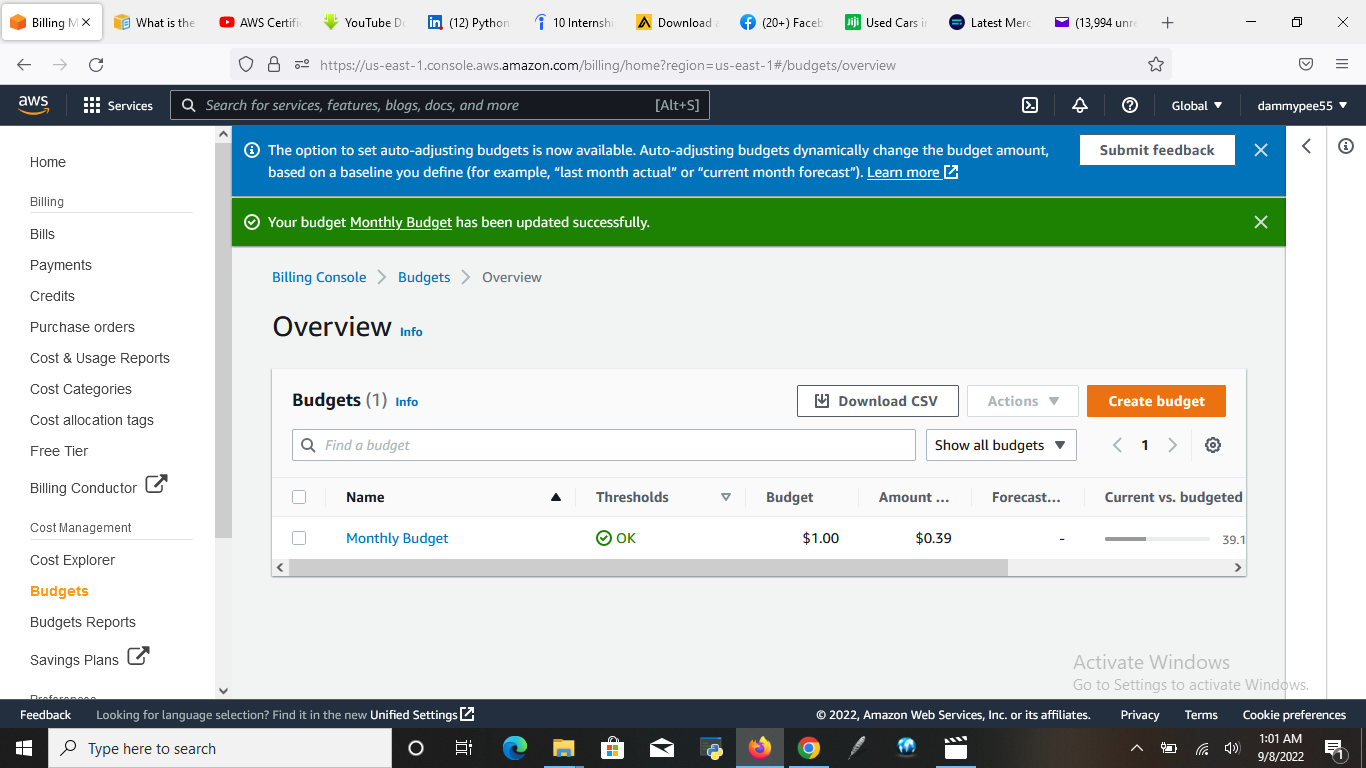 Billing M
What is the
AWS Certifi
YouTube Do
(12) Python
10 Internshi
Download a
(20+) Faceb
Used Cars in
Latest Merc
(13,994 unre
https://us-east-1.console.aws.amazon.com/billing/home?region=us-east-1#/budgets/overview
aws
Services
Search for services, features, blogs, docs, and more
[Alt+S]
Global
dammypee55
Home
Billing
Bills
Payments
Credits
Purchase orders
Cost & Usage Reports
Cost Categories
Cost allocation tags
Free Tier
Billing Conductor
Cost Management
Cost Explorer
Budgets
Budgets Reports
Savings Plans
Preferences
The option to set auto-adjusting budgets is now available. Auto-adjusting budgets dynamically change the budget amount,
based on a baseline you define (for example, “last month actual” or “current month forecast”). Learn more
Submit feedback
Your budget Monthly Budget has been updated successfully.
Billing Console
Budgets
Overview
Overview Info
Budgets (1) Info
Download CSV
Actions
Create budget
Find a budget
Show all budgets
1
Name
Thresholds
Budget
Amount ...
Forecast...
Current vs. budgeted
Monthly Budget
OK
$1.00
$0.39
-
39.1
Activate Windows
Go to Settings to activate Windows.
Feedback
Looking for language selection? Find it in the new Unified Settings
© 2022, Amazon Web Services, Inc. or its affiliates.
Privacy
Terms
Cookie preferences
Type here to search
1:01 AM
9/8/2022
1